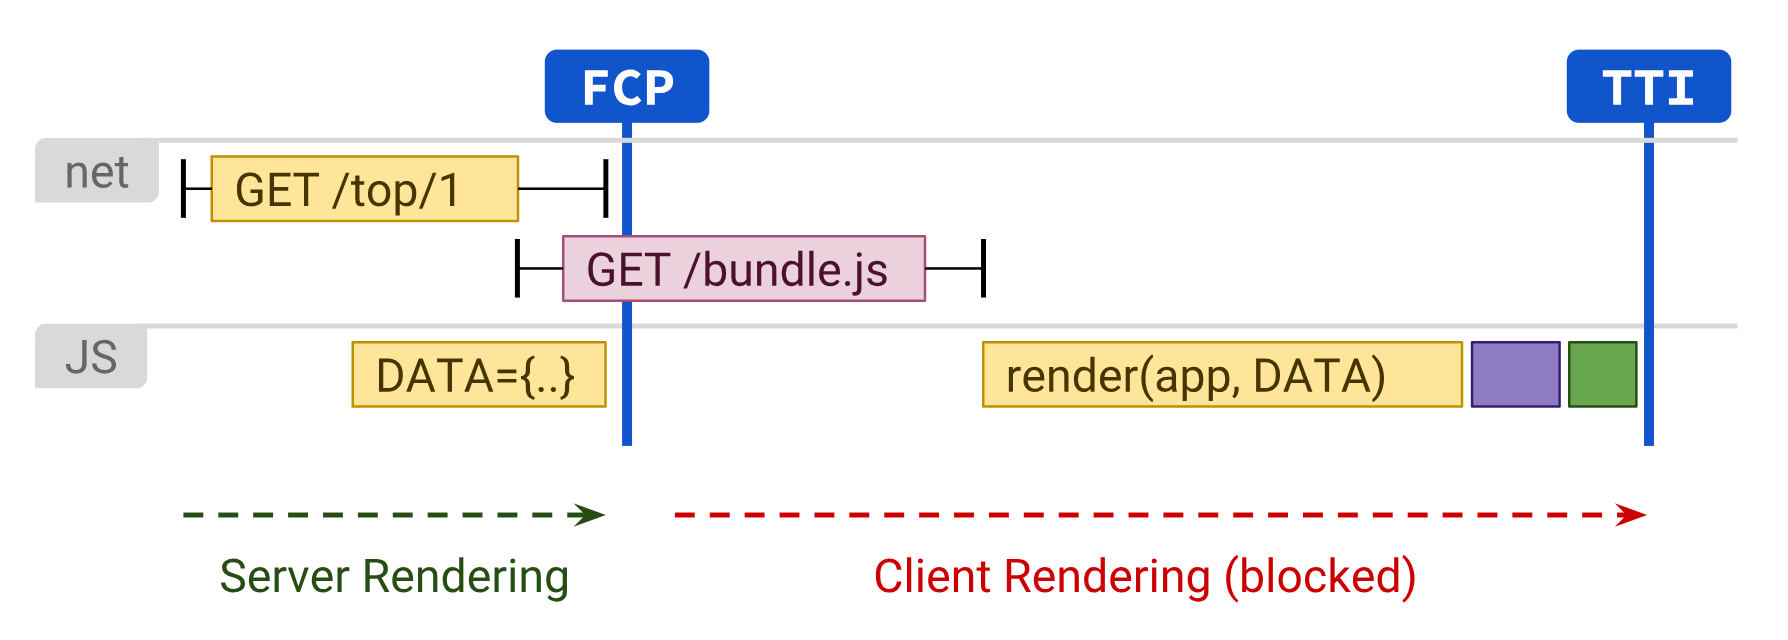 FCP
TTI
net
GET /top/1
GET /bundle.js
JS
DATA={..}
render(app, DATA)
Server Rendering
Client Rendering (blocked)